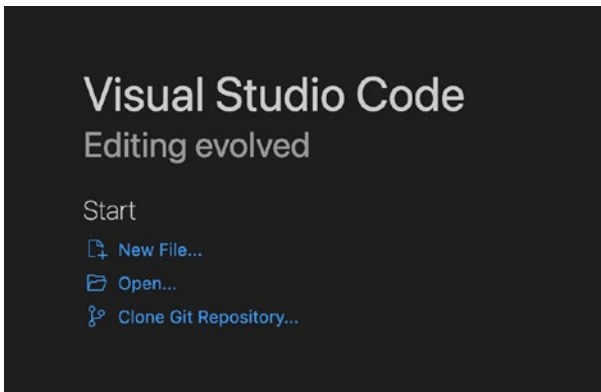 Visual Studio Code
Editing evolved
Start
New File...
Open...
Clone Git Repository...